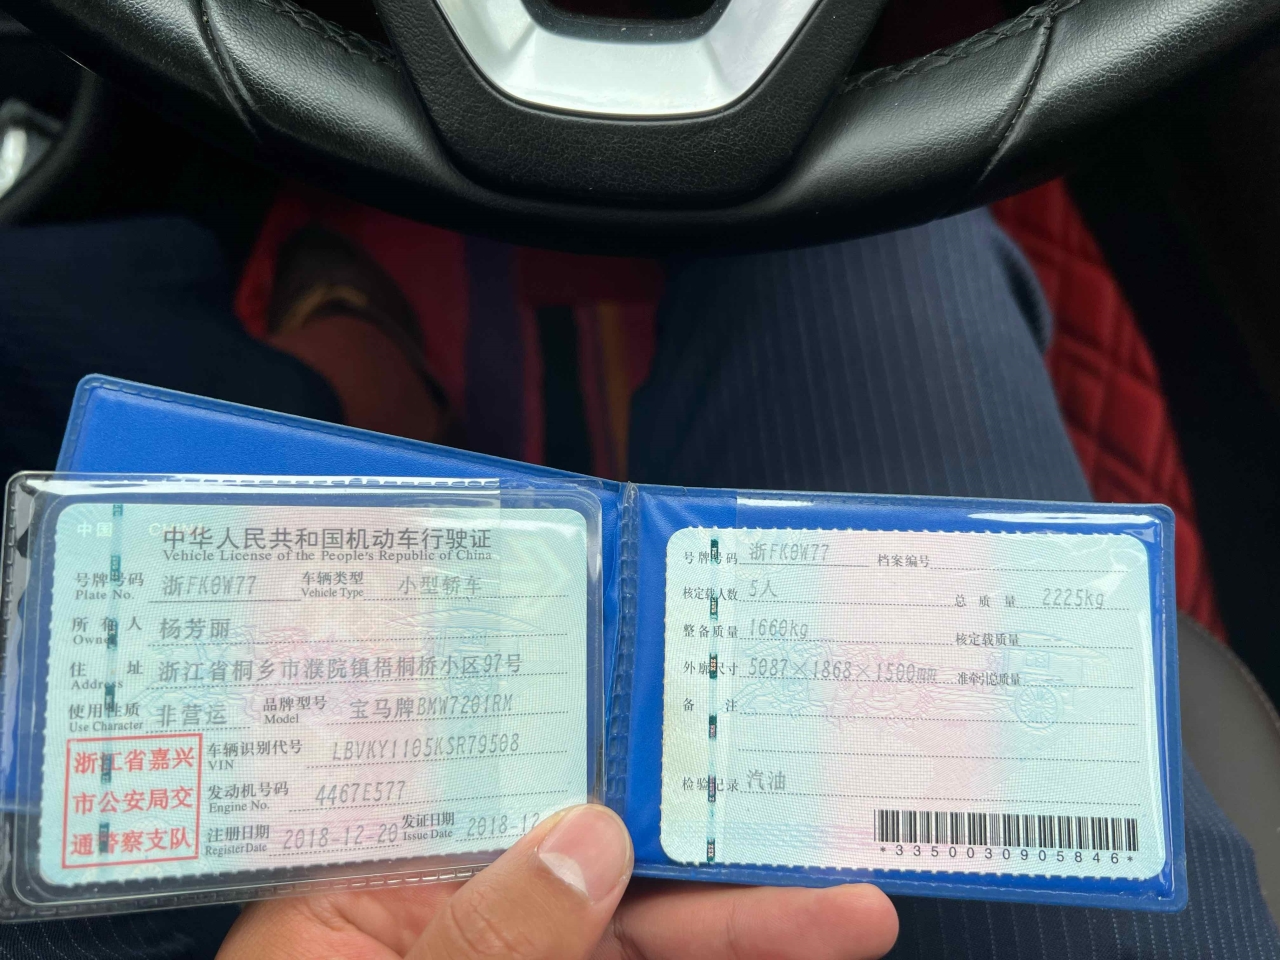 中华人民共和国机动车行驶证
Vehicle License of the People's Republic of China
号牌号码 浙FK0W77 车辆类型 小型轿车
Plate No. Vehicle Type
所有人 杨芳丽
Owner
住址 浙江省桐乡市濮院镇梧桐桥小区97号
Address
使用性质 非营运 品牌型号 宝马牌BMW7201RM
Use Character Model
浙江省嘉兴
市公安局交
通警察支队
车辆识别代号 LBVKY1105KSR79508
VIN
发动机号码 4467E577
Engine No.
注册日期 2018-12-20 发证日期 2018-12
Register Date Issue Date
号牌号码 浙FK0W77 档案编号
核定载人数 5人 总质量 2225kg
整备质量 1660kg 核定载质量
外廓尺寸 5087×1868×1500mm 准牵引总质量
备注
检验记录 汽油
*3350030905846*